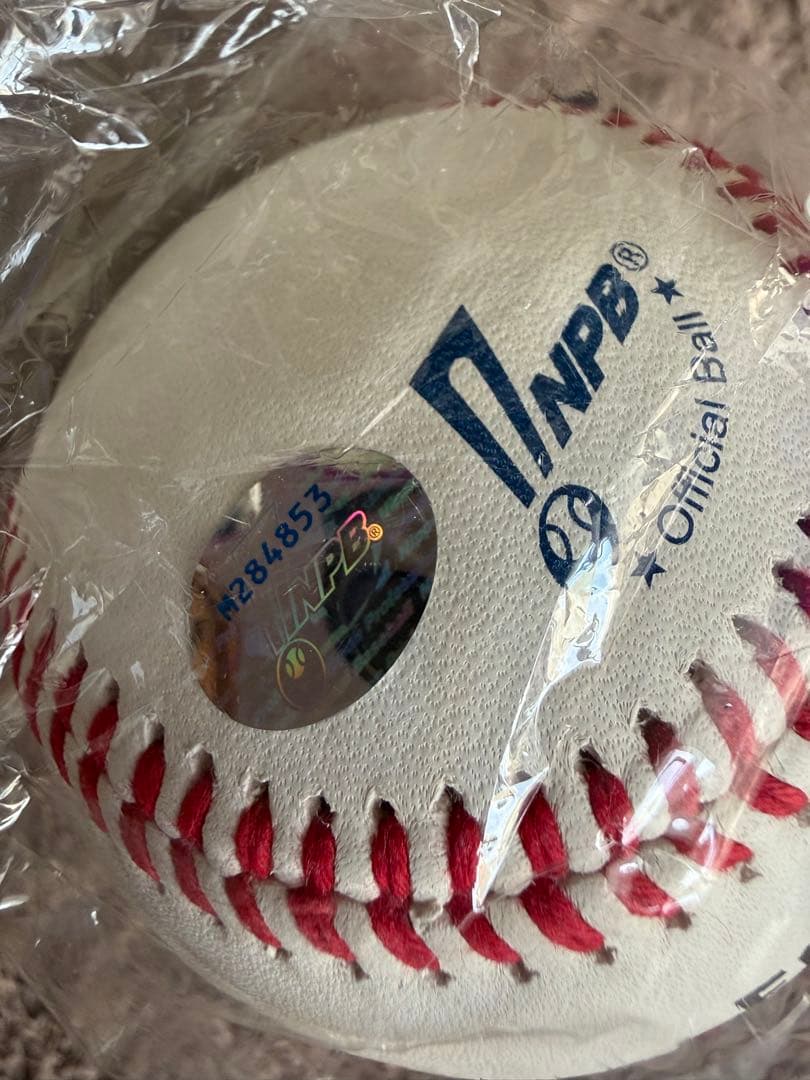 NPB®
★ Official Ball ★
M284853
NPB®